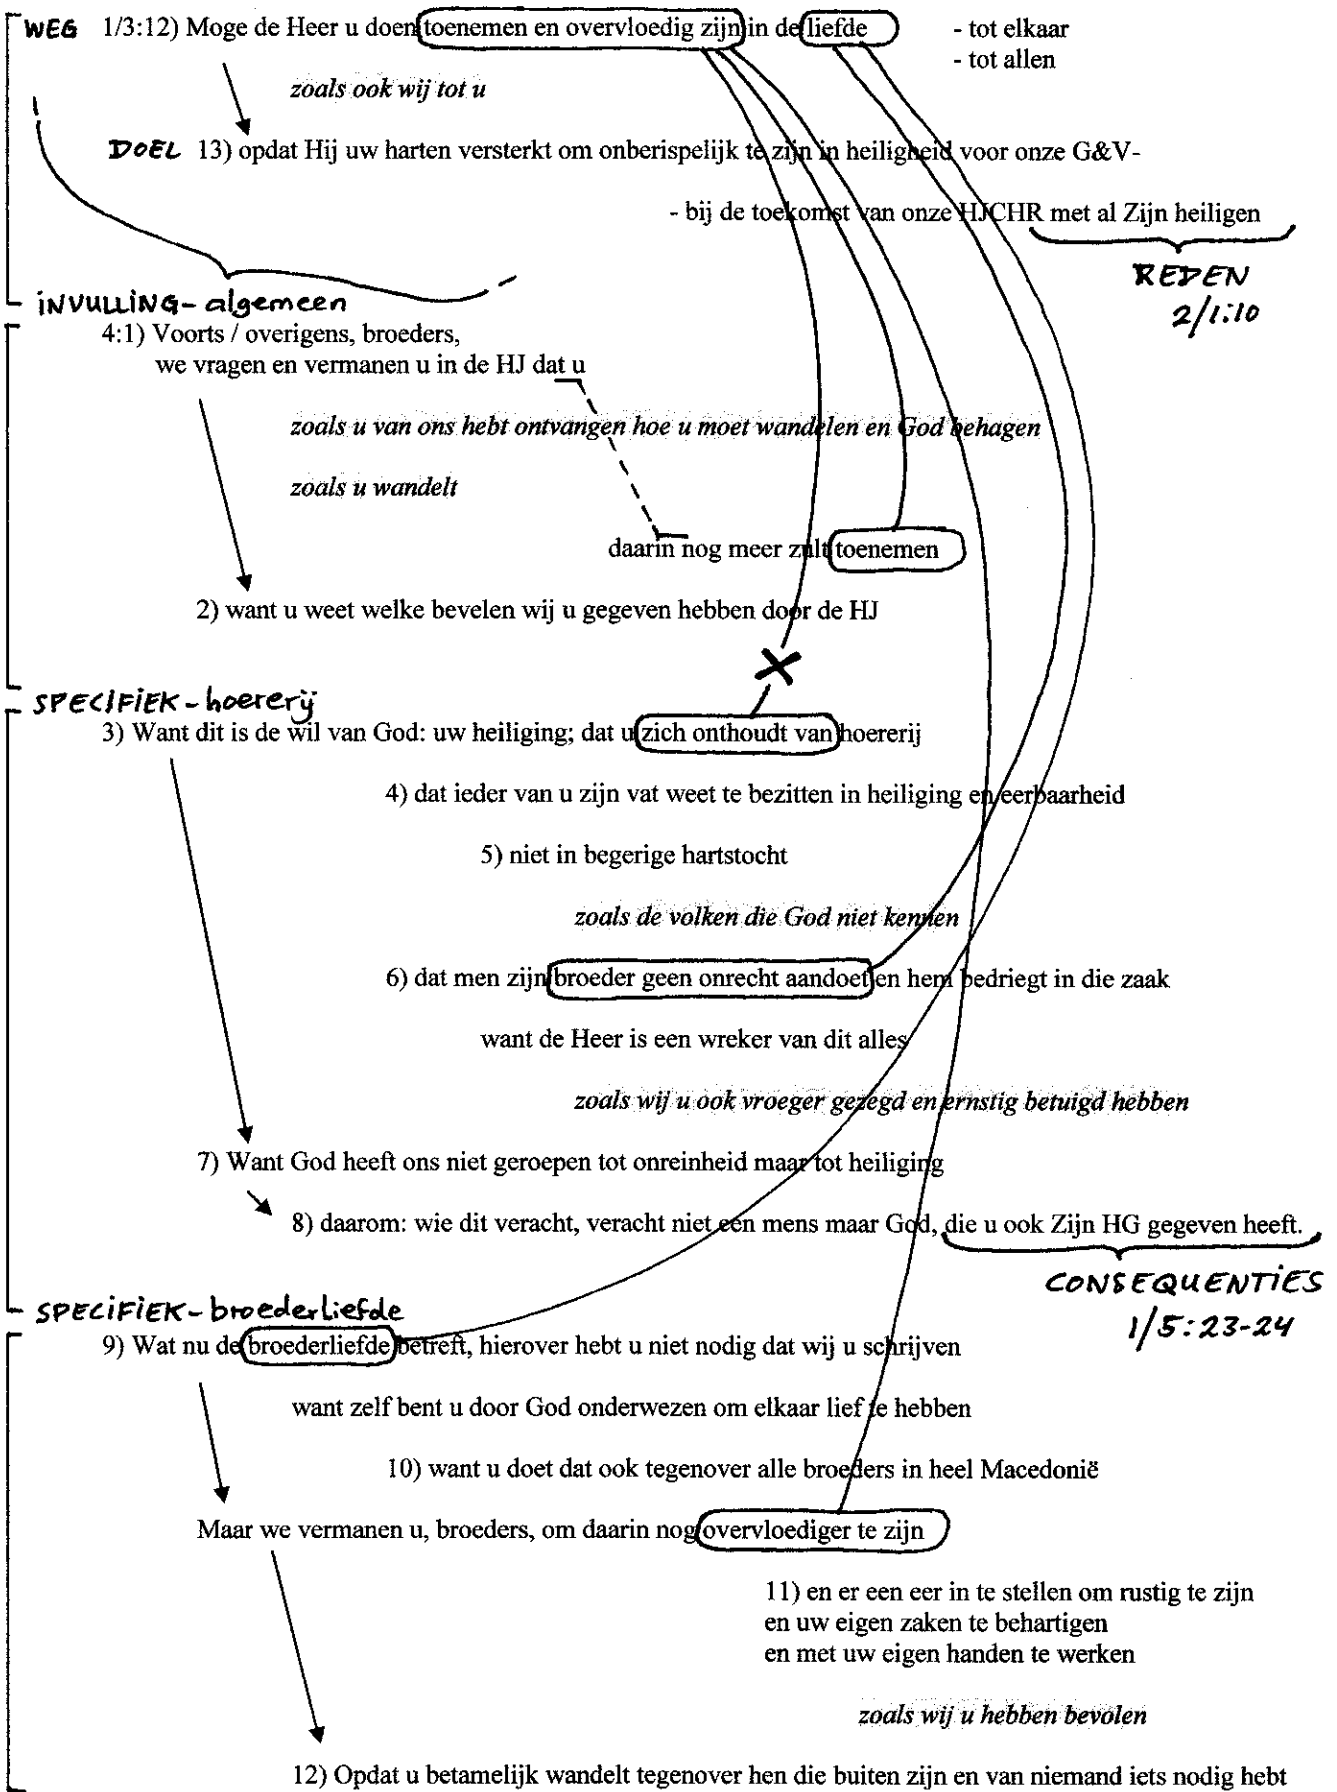 WEG 1/3:12) Moge de Heer u doen toenemen en overvloedig zijn in de liefde - tot elkaar
- tot allen
zoals ook wij tot u
DOEL 13) opdat Hij uw harten versterkt om onberispelijk te zijn in heiligheid voor onze G&V-
- bij de toekomst van onze HJCHR met al Zijn heiligen
REDEN
2/1:10
INVULLING - algemeen
4:1) Voorts / overigens, broeders,
we vragen en vermanen u in de HJ dat u
zoals u van ons hebt ontvangen hoe u moet wandelen en God behagen
zoals u wandelt
daarin nog meer zult toenemen
2) want u weet welke bevelen wij u gegeven hebben door de HJ
SPECIFIEK - hoererij
3) Want dit is de wil van God: uw heiliging; dat u zich onthoudt van hoererij
4) dat ieder van u zijn vat weet te bezitten in heiliging en eerbaarheid
5) niet in begerige hartstocht
zoals de volken die God niet kennen
6) dat men zijn broeder geen onrecht aandoet en hem bedriegt in die zaak
want de Heer is een wreker van dit alles
zoals wij u ook vroeger gezegd en ernstig betuigd hebben
7) Want God heeft ons niet geroepen tot onreinheid maar tot heiliging
8) daarom: wie dit veracht, veracht niet een mens maar God, die u ook Zijn HG gegeven heeft.
CONSEQUENTIES
1/5:23-24
SPECIFIEK - broederliefde
9) Wat nu de broederliefde betreft, hierover hebt u niet nodig dat wij u schrijven
want zelf bent u door God onderwezen om elkaar lief te hebben
10) want u doet dat ook tegenover alle broeders in heel Macedonië
Maar we vermanen u, broeders, om daarin nog overvloediger te zijn
11) en er een eer in te stellen om rustig te zijn
en uw eigen zaken te behartigen
en met uw eigen handen te werken
zoals wij u hebben bevolen
12) Opdat u betamelijk wandelt tegenover hen die buiten zijn en van niemand iets nodig hebt